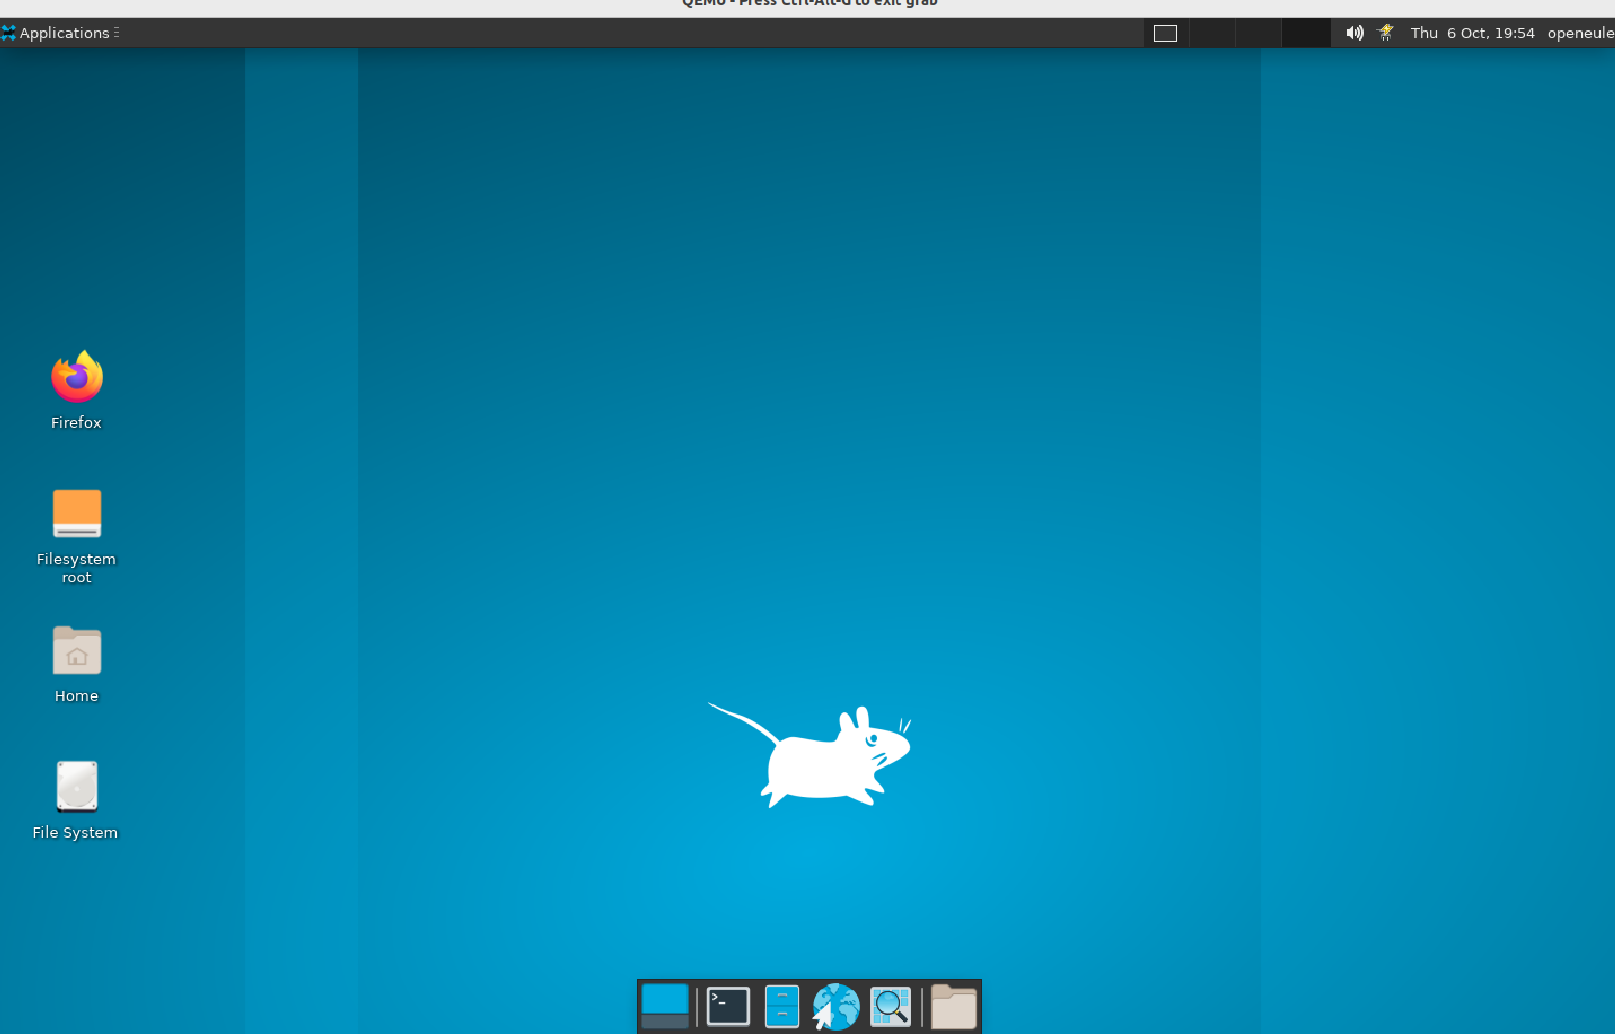 QEMU - Press Ctrl-Alt-G to exit grab
Applications
Thu 6 Oct, 19:54 openeule
Firefox
Filesystem
root
Home
File System